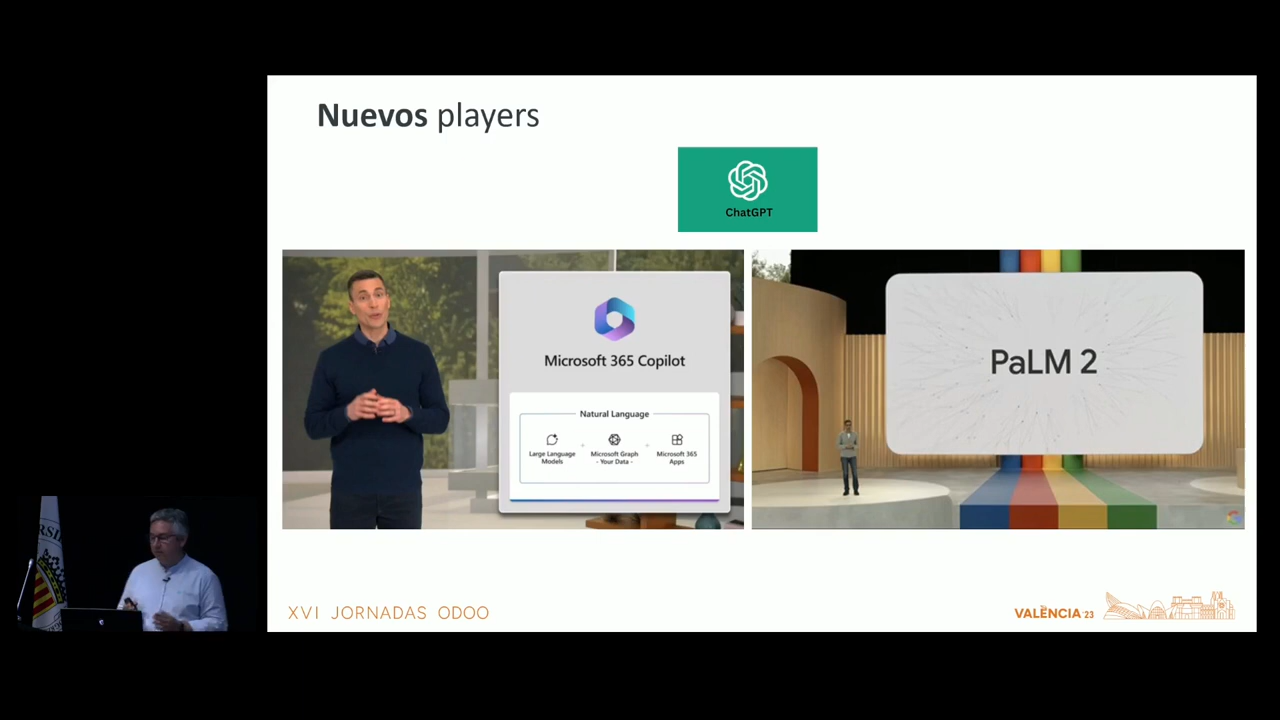 Nuevos players
ChatGPT
Microsoft 365 Copilot
Natural Language
Large Language
Models
Microsoft Graph
- Your Data -
Microsoft 365
Apps
PaLM 2
XVI JORNADAS ODOO
VALÈNCIA'23